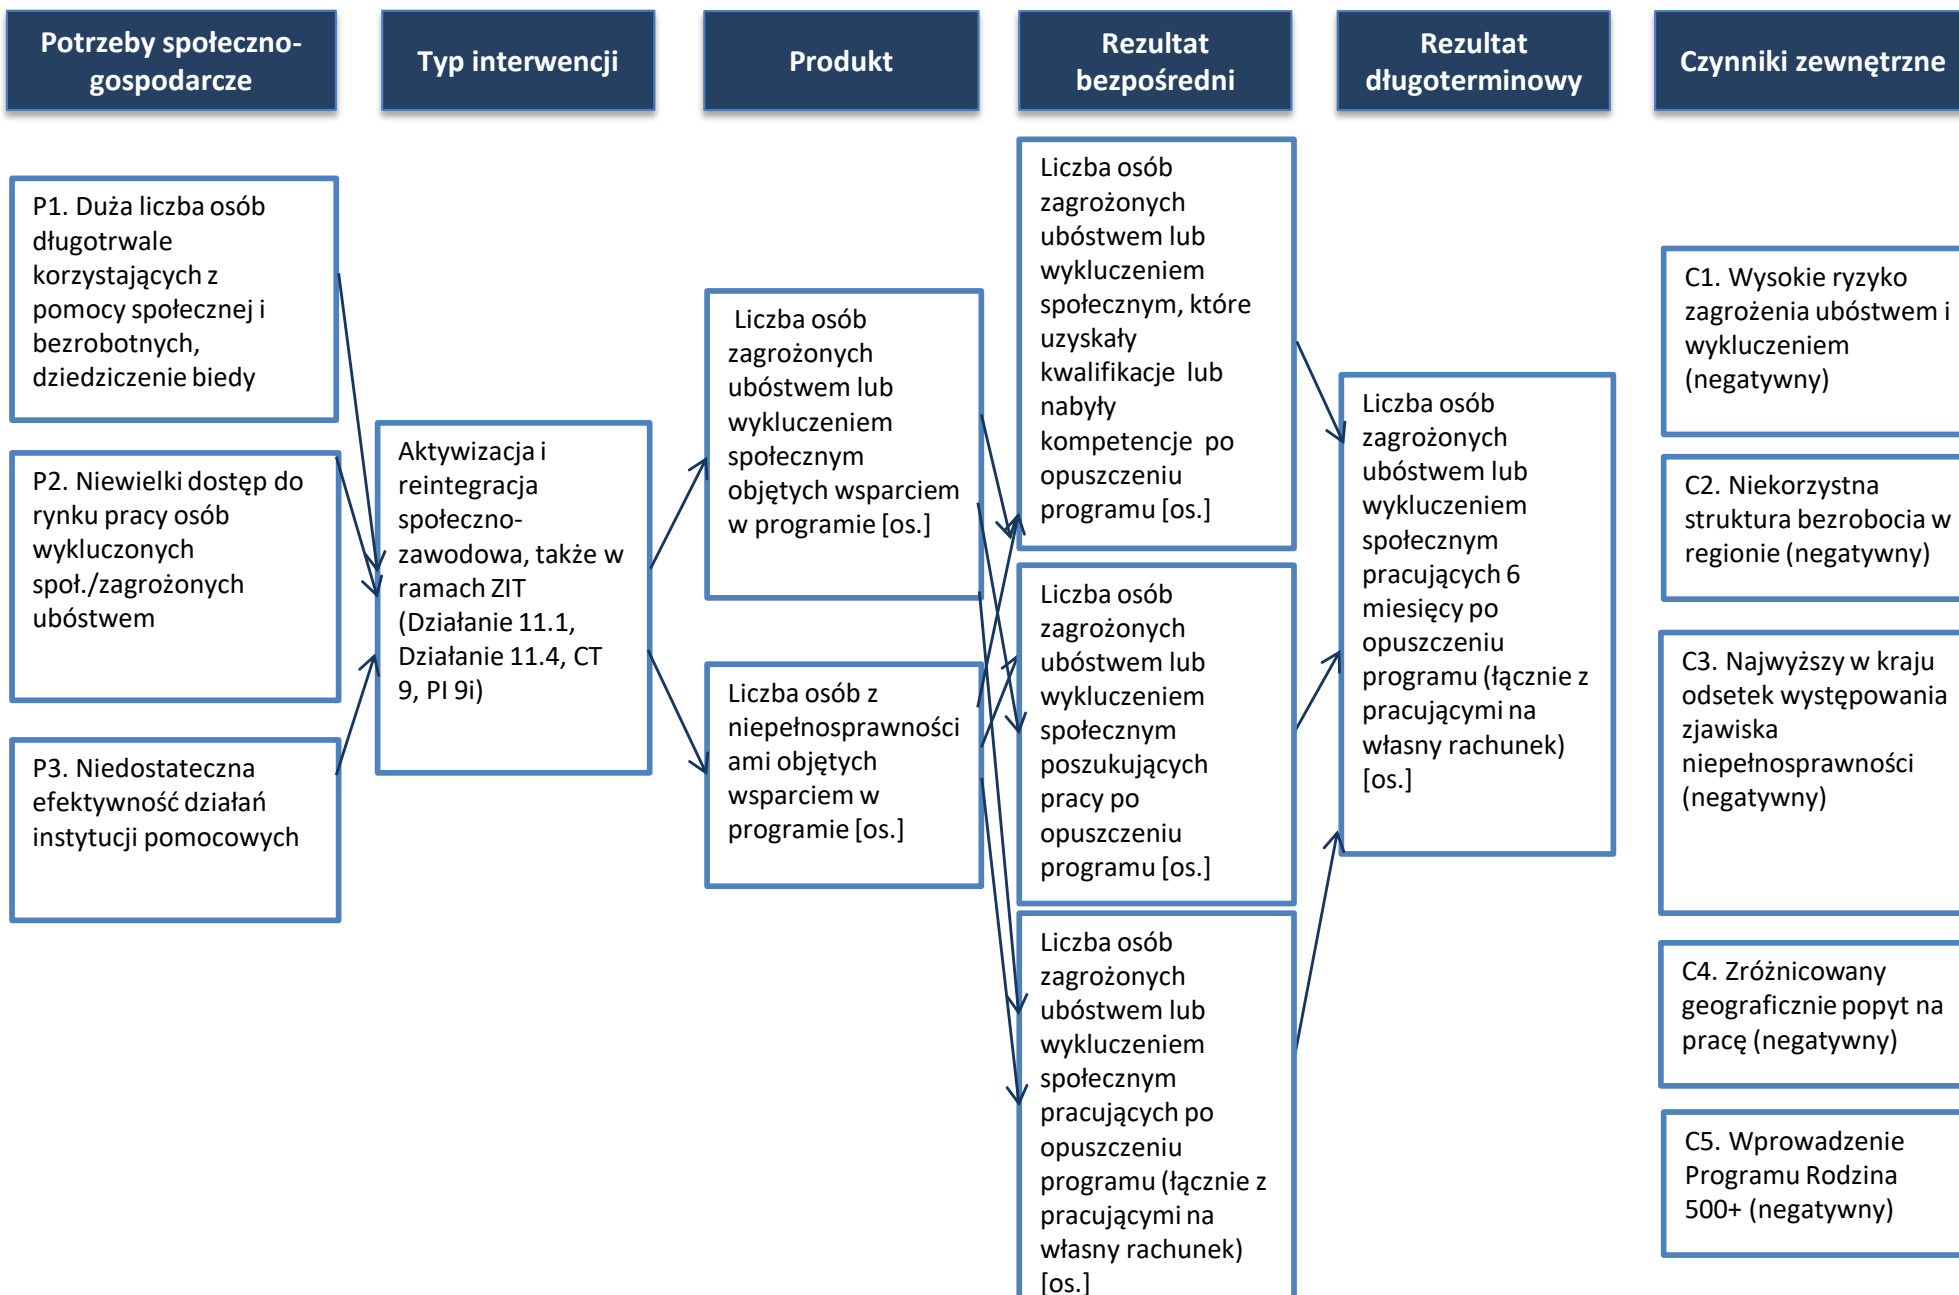 Potrzeby społeczno-
gospodarcze
Typ interwencji
Produkt
Rezultat
bezpośredni
Rezultat
długoterminowy
Czynniki zewnętrzne
P1. Duża liczba osób
długotrwale
korzystających z
pomocy społecznej i
bezrobotnych,
dziedziczenie biedy
P2. Niewielki dostęp do
rynku pracy osób
wykluczonych
społ./zagrożonych
ubóstwem
P3. Niedostateczna
efektywność działań
instytucji pomocowych
Aktywizacja i
reintegracja
społeczno-
zawodowa, także w
ramach ZIT
(Działanie 11.1,
Działanie 11.4, CT
9, PI 9i)
Liczba osób
zagrożonych
ubóstwem lub
wykluczeniem
społecznym
objętych wsparciem
w programie [os.]
Liczba osób z
niepełnosprawności
ami objętych
wsparciem w
programie [os.]
Liczba osób
zagrożonych
ubóstwem lub
wykluczeniem
społecznym, które
uzyskały
kwalifikacje lub
nabyły
kompetencje po
opuszczeniu
programu [os.]
Liczba osób
zagrożonych
ubóstwem lub
wykluczeniem
społecznym
poszukujących
pracy po
opuszczeniu
programu [os.]
Liczba osób
zagrożonych
ubóstwem lub
wykluczeniem
społecznym
pracujących po
opuszczeniu
programu (łącznie z
pracującymi na
własny rachunek)
[os.]
Liczba osób
zagrożonych
ubóstwem lub
wykluczeniem
społecznym
pracujących 6
miesięcy po
opuszczeniu
programu (łącznie z
pracującymi na
własny rachunek)
[os.]
C1. Wysokie ryzyko
zagrożenia ubóstwem i
wykluczeniem
(negatywny)
C2. Niekorzystna
struktura bezrobocia w
regionie (negatywny)
C3. Najwyższy w kraju
odsetek występowania
zjawiska
niepełnosprawności
(negatywny)
C4. Zróżnicowany
geograficznie popyt na
pracę (negatywny)
C5. Wprowadzenie
Programu Rodzina
500+ (negatywny)